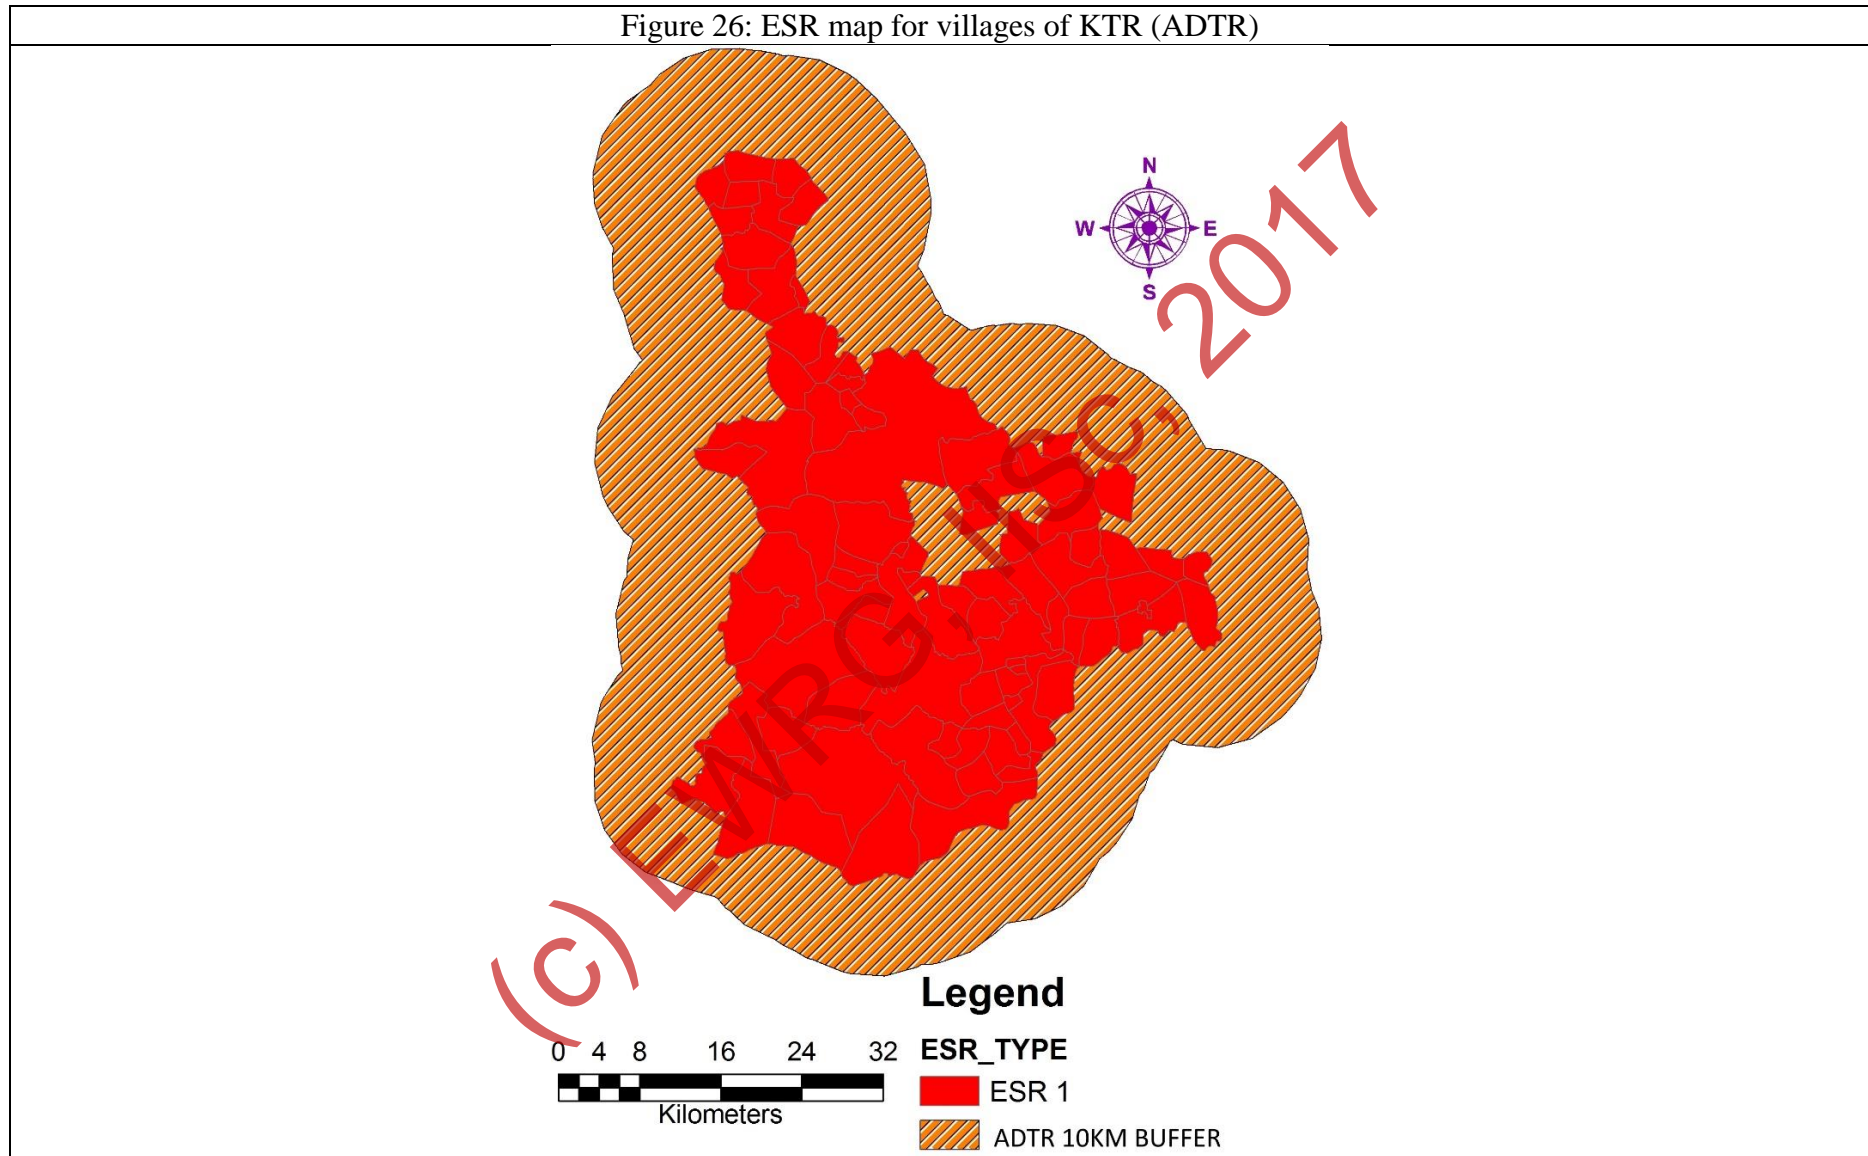 Figure 26: ESR map for villages of KTR (ADTR)
N
W E
S
(c) EWRG, IISc, 2017
Legend
0 4 8 16 24 32
Kilometers
ESR_TYPE
ESR 1
ADTR 10KM BUFFER